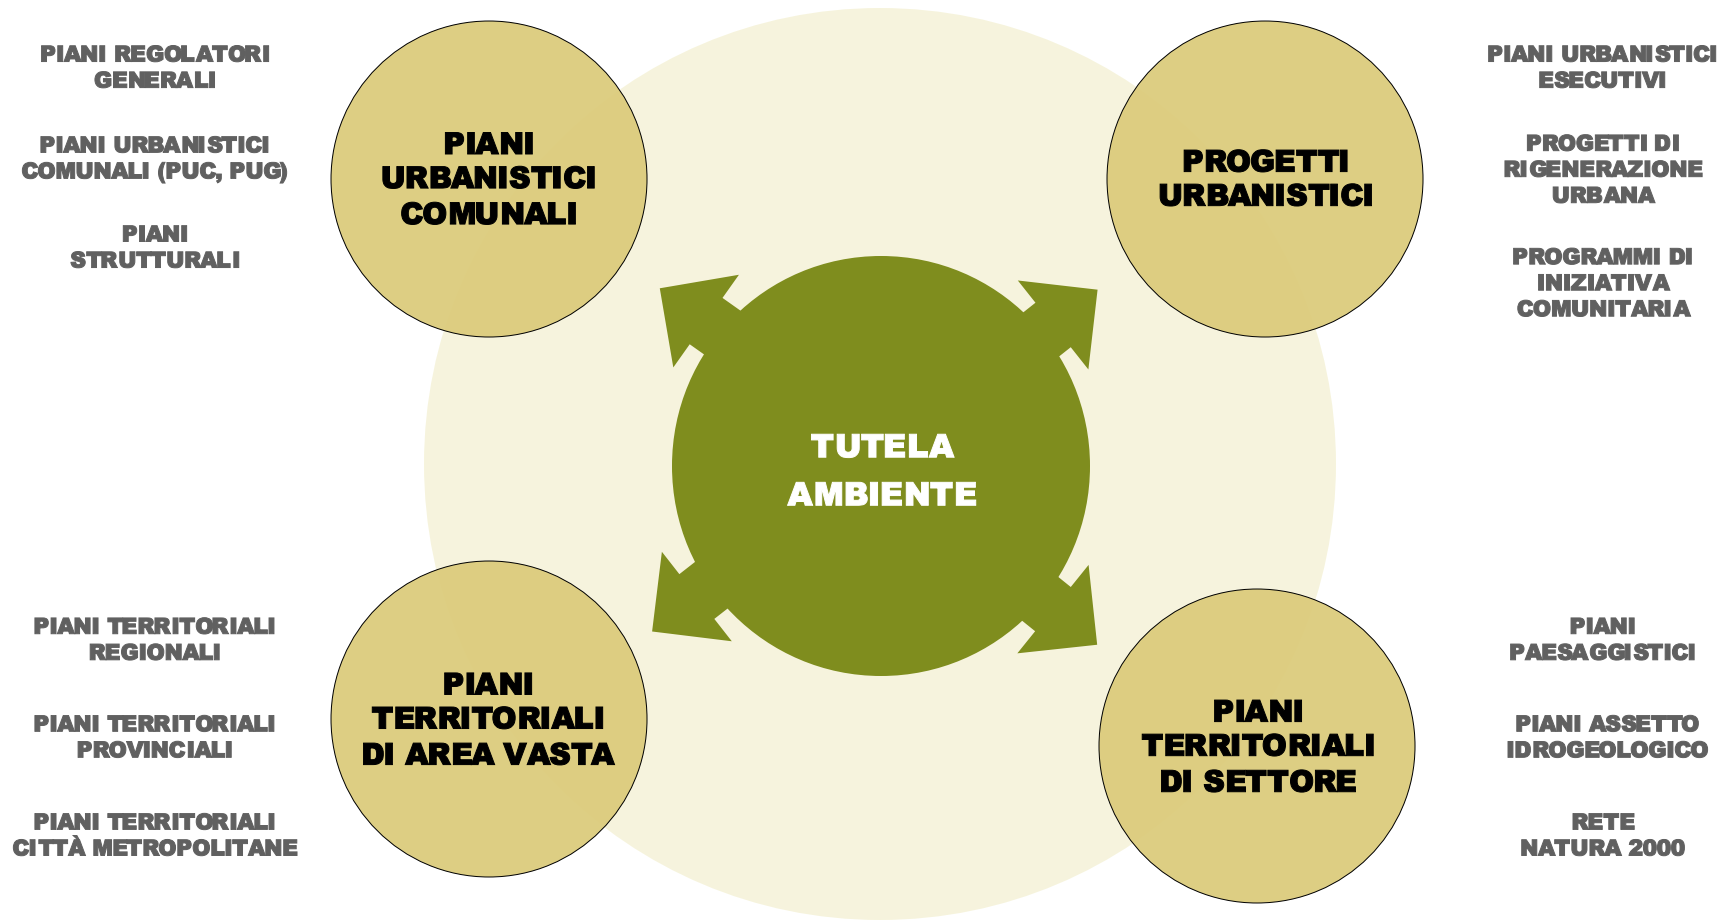 PIANI REGOLATORI
GENERALI
PIANI URBANISTICI
COMUNALI (PUC, PUG)
PIANI
STRUTTURALI
PIANI
URBANISTICI
COMUNALI
PROGETTI
URBANISTICI
PIANI URBANISTICI
ESECUTIVI
PROGETTI DI
RIGENERAZIONE
URBANA
PROGRAMMI DI
INIZIATIVA
COMUNITARIA
TUTELA
AMBIENTE
PIANI TERRITORIALI
REGIONALI
PIANI TERRITORIALI
PROVINCIALI
PIANI TERRITORIALI
CITTÀ METROPOLITANE
PIANI
TERRITORIALI
DI AREA VASTA
PIANI
TERRITORIALI
DI SETTORE
PIANI
PAESAGGISTICI
PIANI ASSETTO
IDROGEOLOGICO
RETE
NATURA 2000